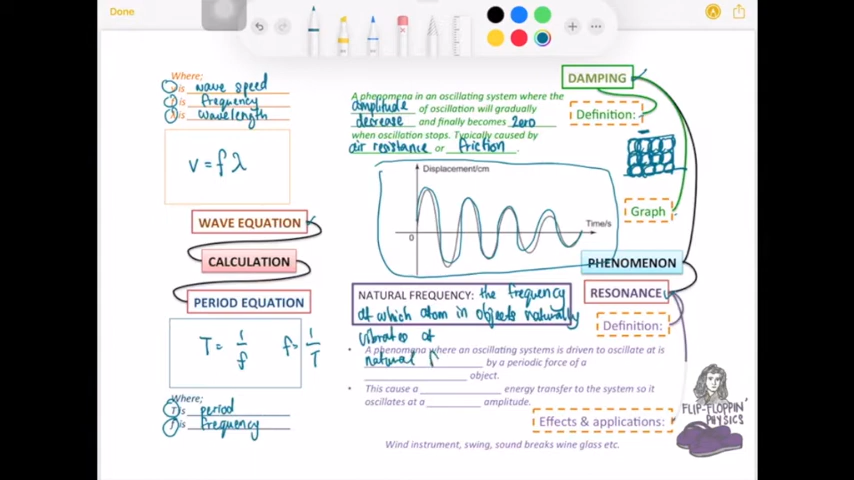 Done
Where;
v is wave speed
f is frequency
λ is wavelength
v = f λ
WAVE EQUATION
CALCULATION
PERIOD EQUATION
T = 1/f f = 1/T
Where;
T is period
f is frequency
A phenomena in an oscillating system where the
amplitude of oscillation will gradually
decrease and finally becomes zero
when oscillation stops. Typically caused by
air resistance or friction.
Displacement/cm
0
Time/s
DAMPING
Definition:
Graph
PHENOMENON
RESONANCE
Definition:
NATURAL FREQUENCY: the frequency
at which atom in objects naturally
vibrates at
• A phenomena where an oscillating systems is driven to oscillate at is
natural f by a periodic force of a
object.
• This cause a energy transfer to the system so it
oscillates at a amplitude.
Effects & applications:
Wind instrument, swing, sound breaks wine glass etc.
FLIP-FLOPPIN'
PHYSICS